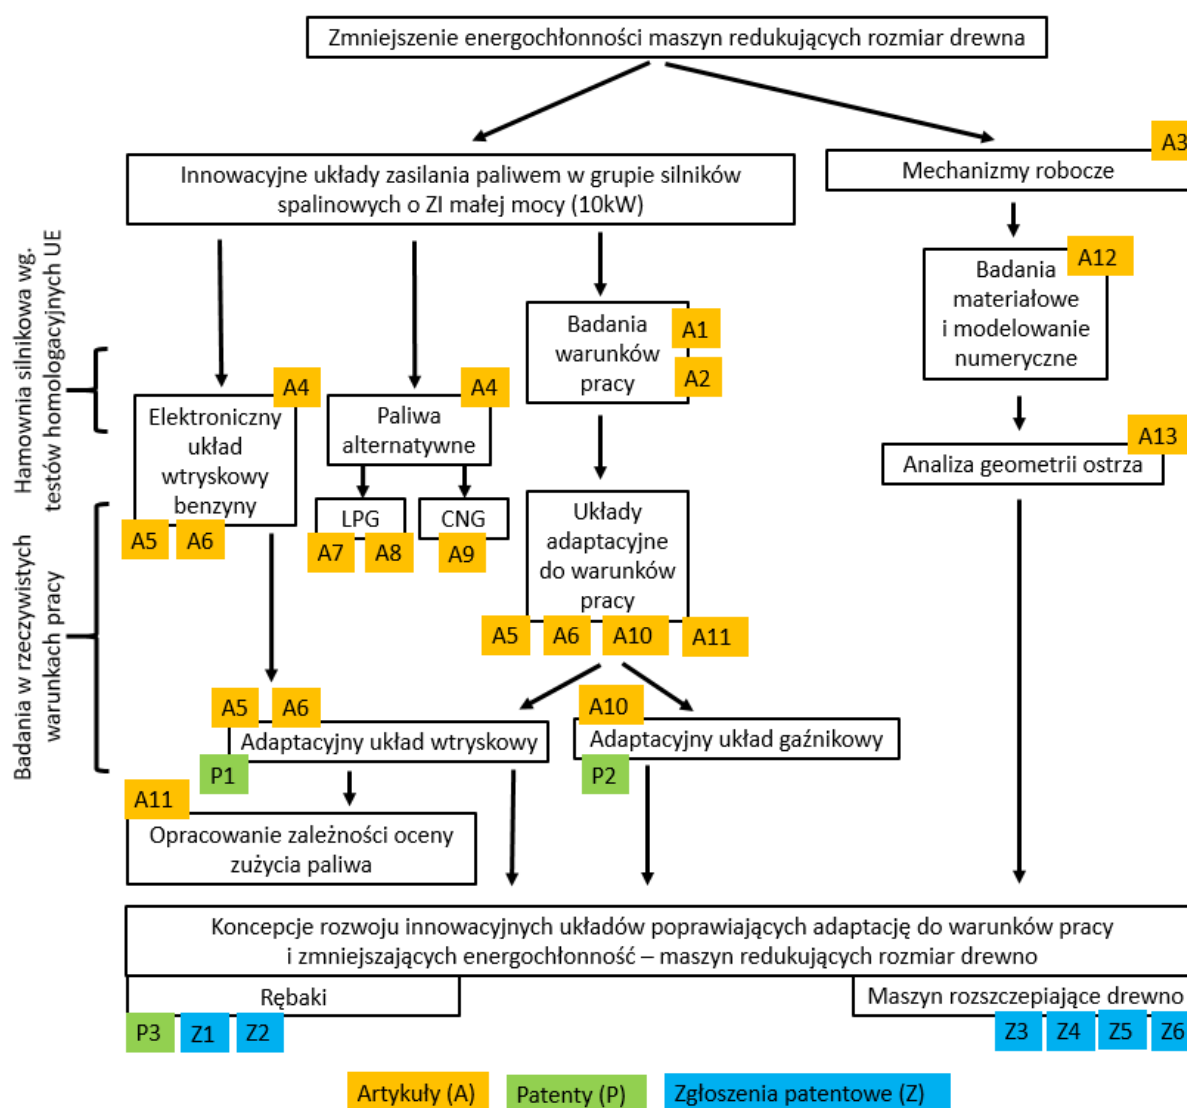 Zmniejszenie energochłonności maszyn redukujących rozmiar drewna
Innowacyjne układy zasilania paliwem w grupie silników
spalinowych o ZI małej mocy (10kW)
A3
Mechanizmy robocze
Hamownia silnikowa wg.
testów homologacyjnych UE
Badania w rzeczywistych
warunkach pracy
A4
Elektroniczny
układ
wtryskowy
benzyny
A5 A6
A4
Paliwa
alternatywne
LPG
A7 A8
CNG
A9
Badania
warunków
pracy
A1
A2
Układy
adaptacyjne
do warunków
pracy
A5 A6 A10 A11
A12
Badania
materiałowe
i modelowanie
numeryczne
A13
Analiza geometrii ostrza
A5 A6
Adaptacyjny układ wtryskowy
P1
A10
Adaptacyjny układ gaźnikowy
P2
A11
Opracowanie zależności oceny
zużycia paliwa
Koncepcje rozwoju innowacyjnych układów poprawiających adaptację do warunków pracy
i zmniejszających energochłonność – maszyn redukujących rozmiar drewno
Rębaki
P3 Z1 Z2
Maszyn rozszczepiające drewno
Z3 Z4 Z5 Z6
Artykuły (A) Patenty (P) Zgłoszenia patentowe (Z)